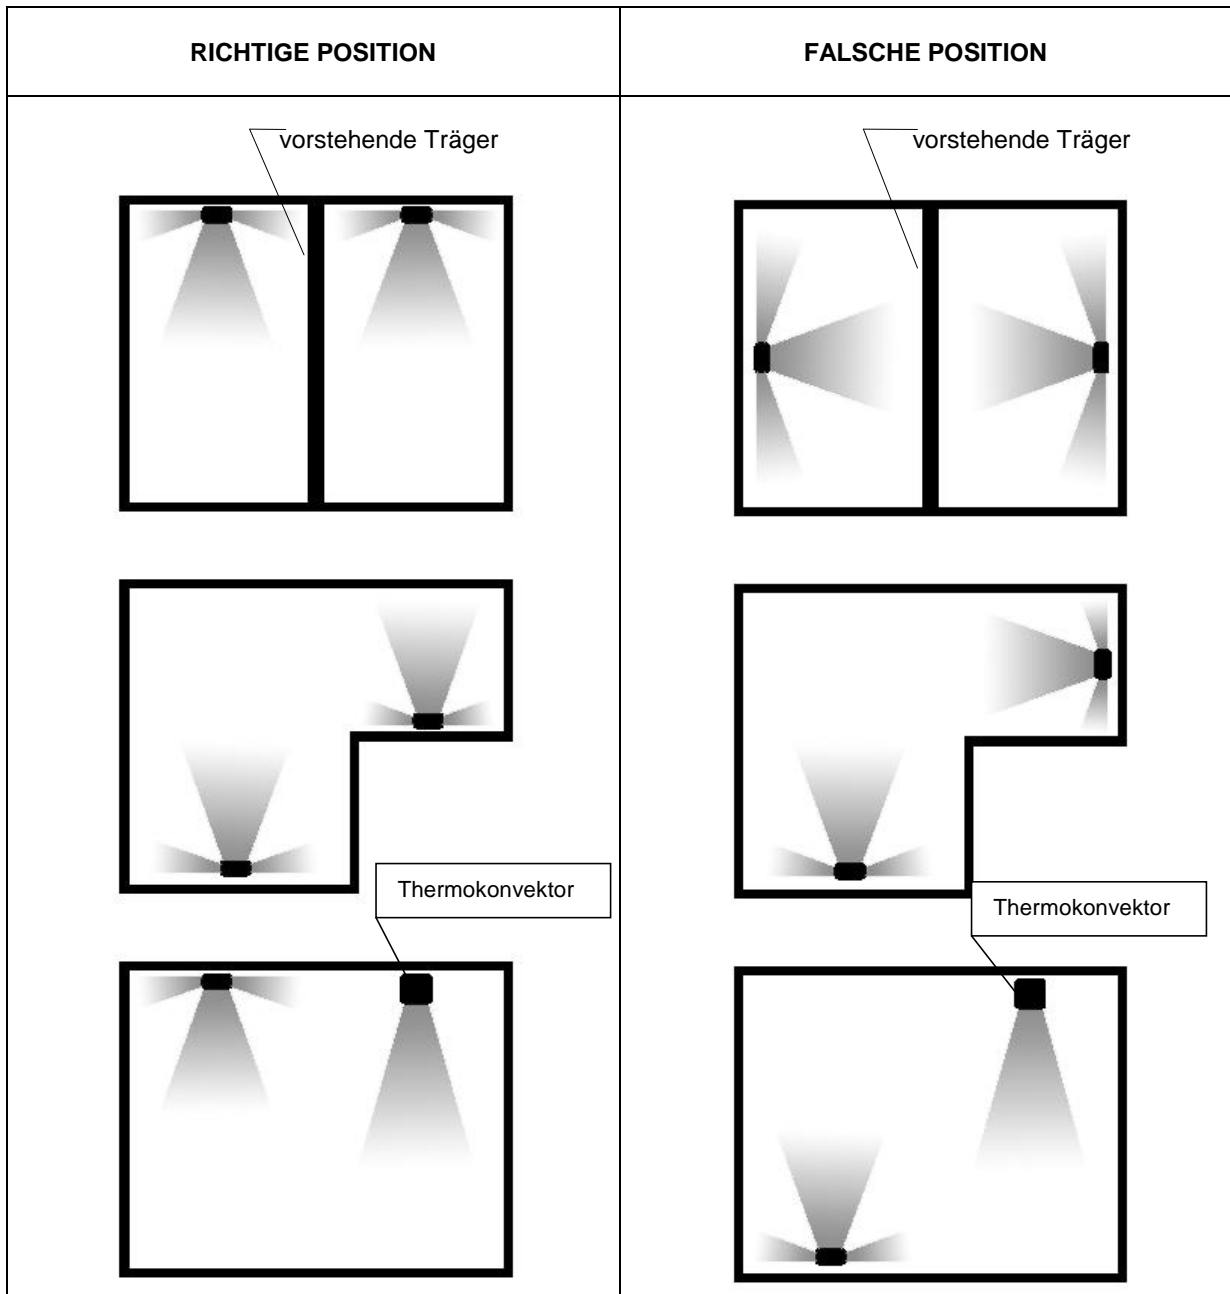 RICHTIGE POSITION
FALSCHE POSITION
vorstehende Träger
vorstehende Träger
Thermokonvektor
Thermokonvektor